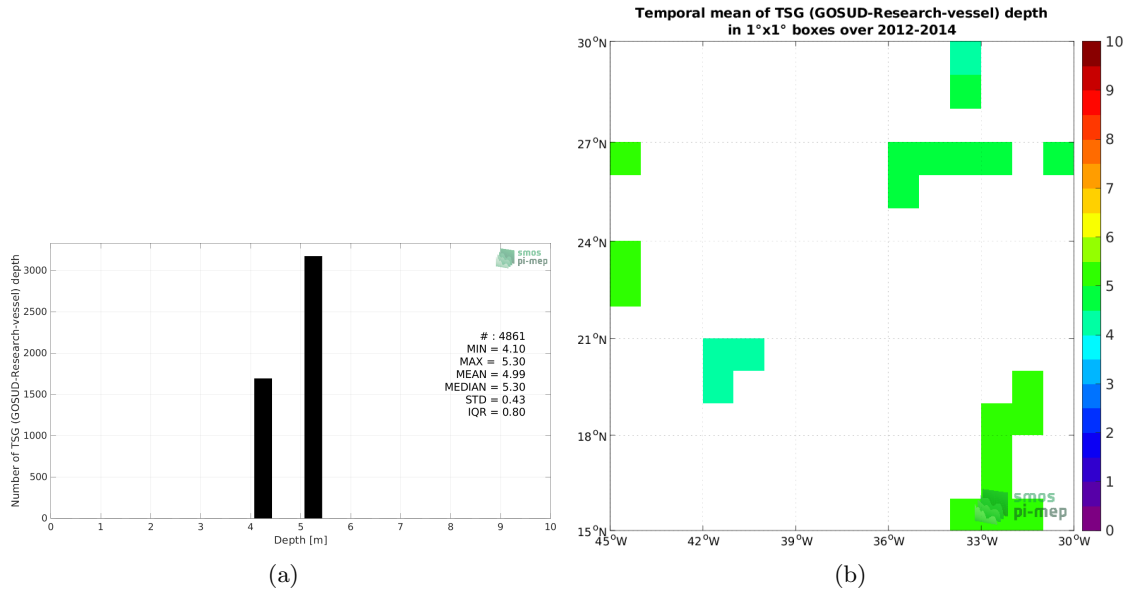 Number of TSG (GOSUD-Research-vessel) depth
3000
2500
2000
1500
1000
500
0
0 1 2 3 4 5 6 7 8 9 10
Depth [m]
smos
pi-mep
# : 4861
MIN = 4.10
MAX = 5.30
MEAN = 4.99
MEDIAN = 5.30
STD = 0.43
IQR = 0.80
(a)
Temporal mean of TSG (GOSUD-Research-vessel) depth
in 1°x1° boxes over 2012-2014
30°N
27°N
24°N
21°N
18°N
15°N
45°W 42°W 39°W 36°W 33°W 30°W
smos
pi-mep
10
9
8
7
6
5
4
3
2
1
0
(b)